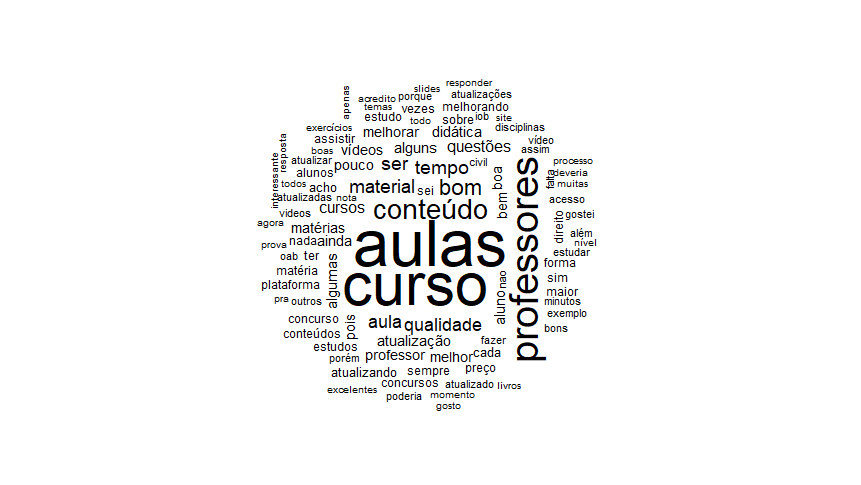 responder
slides
acredito porque atualizações
apenas
temas vezes melhorando
estudo todo sobre iob site
exercícios melhorar didática disciplinas
assistir vídeo
resposta
boas vídeos alguns questões assim
atualizar pouco ser tempo civil processo
alunos boa falta deveria
interessante
todos acho material sei bom muitas
atualizadas nota bem acesso
videos cursos conteúdo professores
agora matérias direito gostei
prova nada ainda aulas além
nível
oab ter estudar
matéria algumas nao forma
plataforma curso sim
pra outros aluno maior
minutos
concurso pois aula qualidade exemplo
conteúdos atualização fazer bons
estudos professor melhor cada
porém
atualizando sempre preço
excelentes concursos atualizado livros
poderia momento
gosto